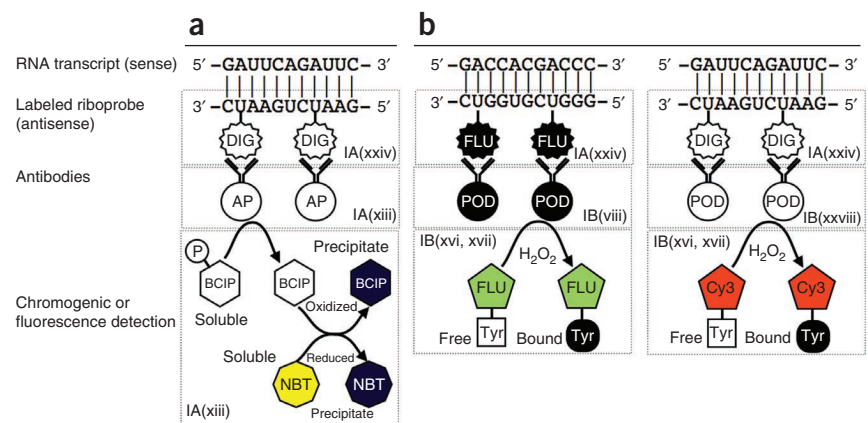 a
b
RNA transcript (sense)
5′ –GAUUCAGAUUC– 3′
5′ –GACCACGACCC– 3′
5′ –GAUUCAGAUUC– 3′
Labeled riboprobe
(antisense)
3′ –CUAAGUCUAAG– 5′
3′ –CUGGUGCUGGG– 5′
3′ –CUAAGUCUAAG– 5′
DIG DIG IA(xxiv)
FLU FLU IA(xxiv)
DIG DIG IA(xxiv)
Antibodies
AP AP IA(xiii)
POD POD IB(viii)
POD POD IB(xxviii)
Chromogenic or
fluorescence detection
P
BCIP
Soluble
BCIP
Oxidized
Precipitate
BCIP
Soluble
NBT
Reduced
NBT
Precipitate
IA(xiii)
IB(xvi, xvii)
H2O2
FLU FLU
Free Tyr Bound Tyr
IB(xvi, xvii)
H2O2
Cy3 Cy3
Free Tyr Bound Tyr